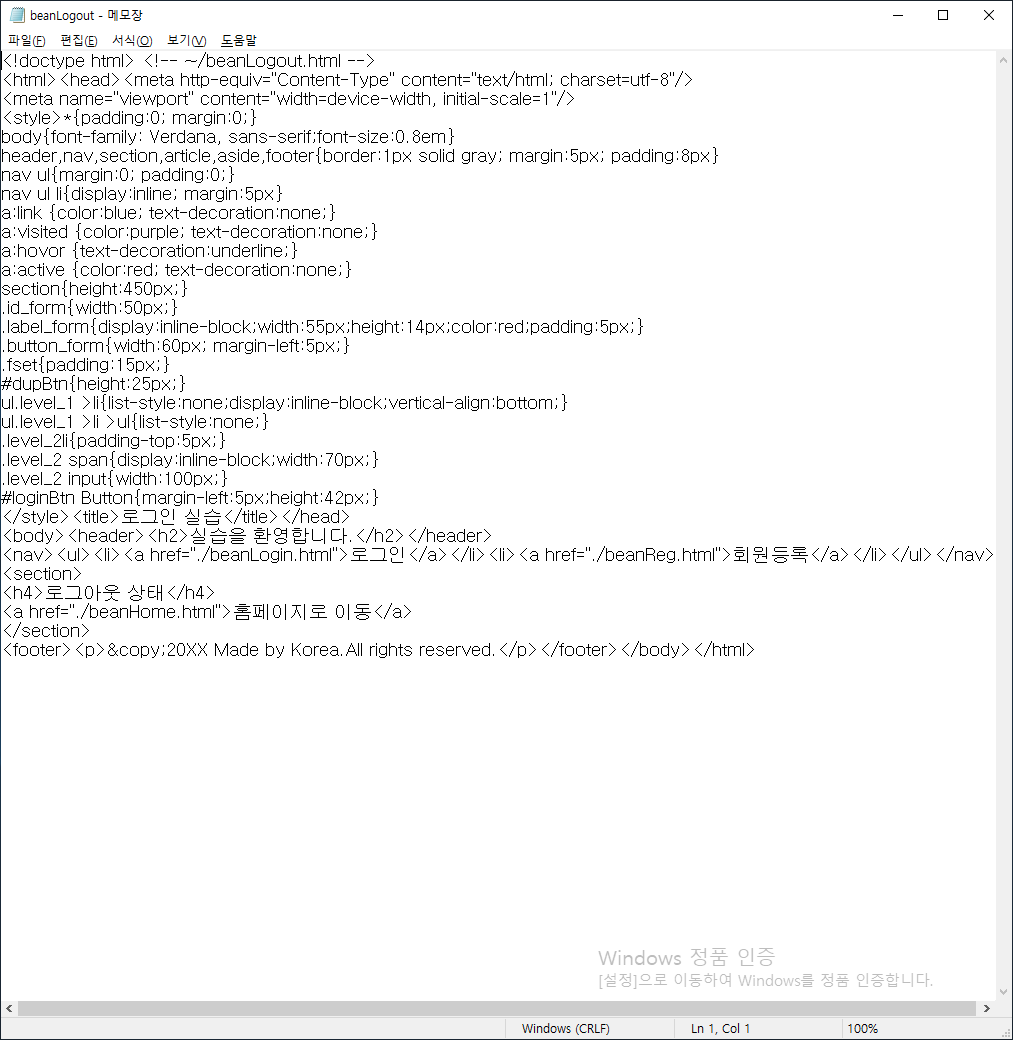 beanLogout - 메모장
파일(F) 편집(E) 서식(O) 보기(V) 도움말
<!doctype html> <!-- ~/beanLogout.html -->
<html><head><meta http-equiv="Content-Type" content="text/html; charset=utf-8"/>
<meta name="viewport" content="width=device-width, initial-scale=1"/>
<style>*{padding:0; margin:0;}
body{font-family: Verdana, sans-serif;font-size:0.8em}
header,nav,section,article,aside,footer{border:1px solid gray; margin:5px; padding:8px}
nav ul{margin:0; padding:0;}
nav ul li{display:inline; margin:5px}
a:link {color:blue; text-decoration:none;}
a:visited {color:purple; text-decoration:none;}
a:hovor {text-decoration:underline;}
a:active {color:red; text-decoration:none;}
section{height:450px;}
.id_form{width:50px;}
.label_form{display:inline-block;width:55px;height:14px;color:red;padding:5px;}
.button_form{width:60px; margin-left:5px;}
.fset{padding:15px;}
#dupBtn{height:25px;}
ul.level_1 >li{list-style:none;display:inline-block;vertical-align:bottom;}
ul.level_1 >li >ul{list-style:none;}
.level_2li{padding-top:5px;}
.level_2 span{display:inline-block;width:70px;}
.level_2 input{width:100px;}
#loginBtn Button{margin-left:5px;height:42px;}
</style><title>로그인 실습</title></head>
<body><header><h2>실습을 환영합니다.</h2></header>
<nav><ul><li><a href="./beanLogin.html">로그인</a></li><li><a href="./beanReg.html">회원등록</a></li></ul></nav>
<section>
<h4>로그아웃 상태</h4>
<a href="./beanHome.html">홈페이지로 이동</a>
</section>
<footer><p>&copy;20XX Made by Korea.All rights reserved.</p></footer></body></html>
Windows 정품 인증
[설정]으로 이동하여 Windows를 정품 인증합니다.
Windows (CRLF) Ln 1, Col 1 100%